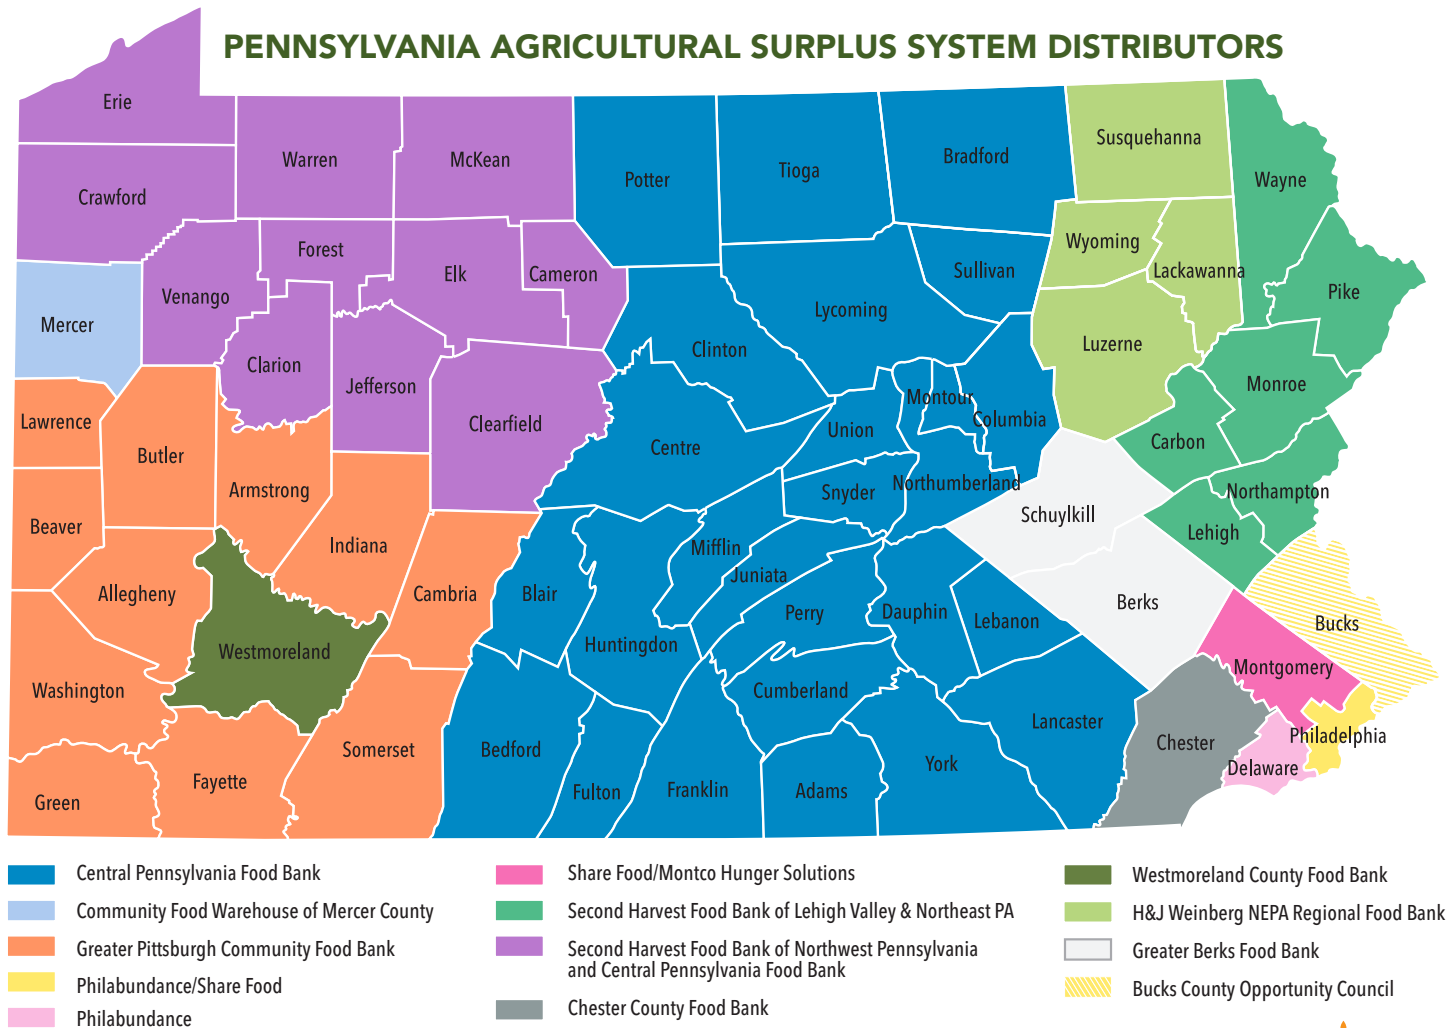 PENNSYLVANIA AGRICULTURAL SURPLUS SYSTEM DISTRIBUTORS
Erie
Warren
McKean
Potter
Tioga
Bradford
Susquehanna
Wayne
Crawford
Forest
Elk
Cameron
Sullivan
Wyoming
Lackawanna
Pike
Venango
Mercer
Lycoming
Clinton
Luzerne
Clarion
Jefferson
Monroe
Montour
Columbia
Lawrence
Butler
Clearfield
Centre
Union
Carbon
Armstrong
Snyder
Northumberland
Northampton
Beaver
Schuylkill
Lehigh
Indiana
Mifflin
Juniata
Allegheny
Cambria
Blair
Perry
Dauphin
Lebanon
Berks
Bucks
Westmoreland
Huntingdon
Montgomery
Washington
Cumberland
Lancaster
Somerset
Bedford
York
Chester
Philadelphia
Delaware
Green
Fayette
Fulton
Franklin
Adams
Central Pennsylvania Food Bank
Community Food Warehouse of Mercer County
Greater Pittsburgh Community Food Bank
Philabundance/Share Food
Philabundance
Share Food/Montco Hunger Solutions
Second Harvest Food Bank of Lehigh Valley & Northeast PA
Second Harvest Food Bank of Northwest Pennsylvania
and Central Pennsylvania Food Bank
Chester County Food Bank
Westmoreland County Food Bank
H&J Weinberg NEPA Regional Food Bank
Greater Berks Food Bank
Bucks County Opportunity Council